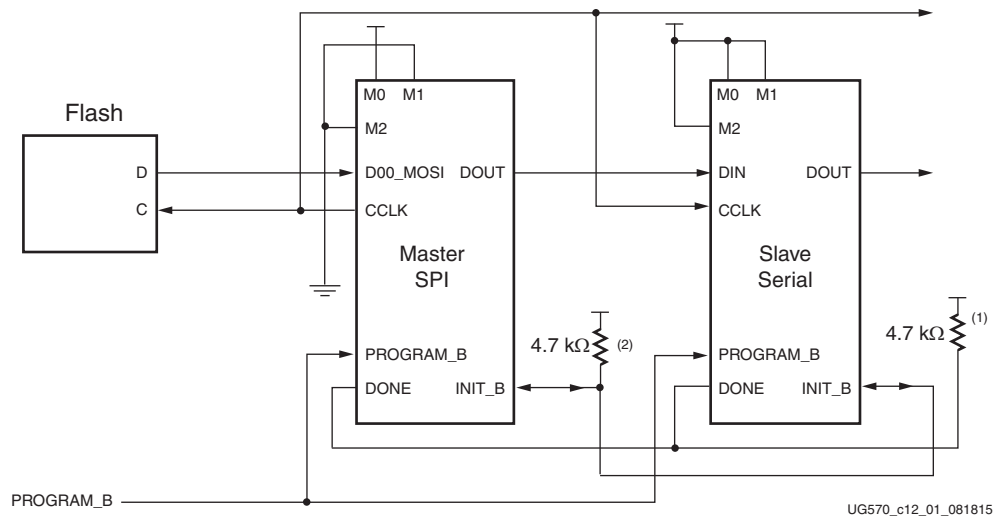 Flash
D
C
M0 M1
M2
D00_MOSI DOUT
CCLK
Master
SPI
PROGRAM_B
DONE INIT_B
4.7 kΩ (2)
M0 M1
M2
DIN DOUT
CCLK
Slave
Serial
PROGRAM_B
DONE INIT_B
4.7 kΩ (1)
PROGRAM_B
UG570_c12_01_081815